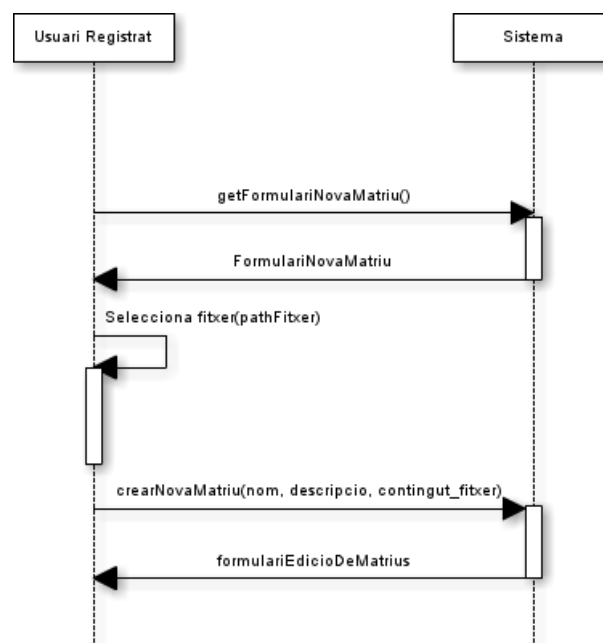 Usuari Registrat
Sistema
getFormulariNovaMatriu()
FormulariNovaMatriu
Selecciona fitxer(pathFitxer)
crearNovaMatriu(nom, descripcio, contingut_fitxer)
formulariEdicioDeMatrius